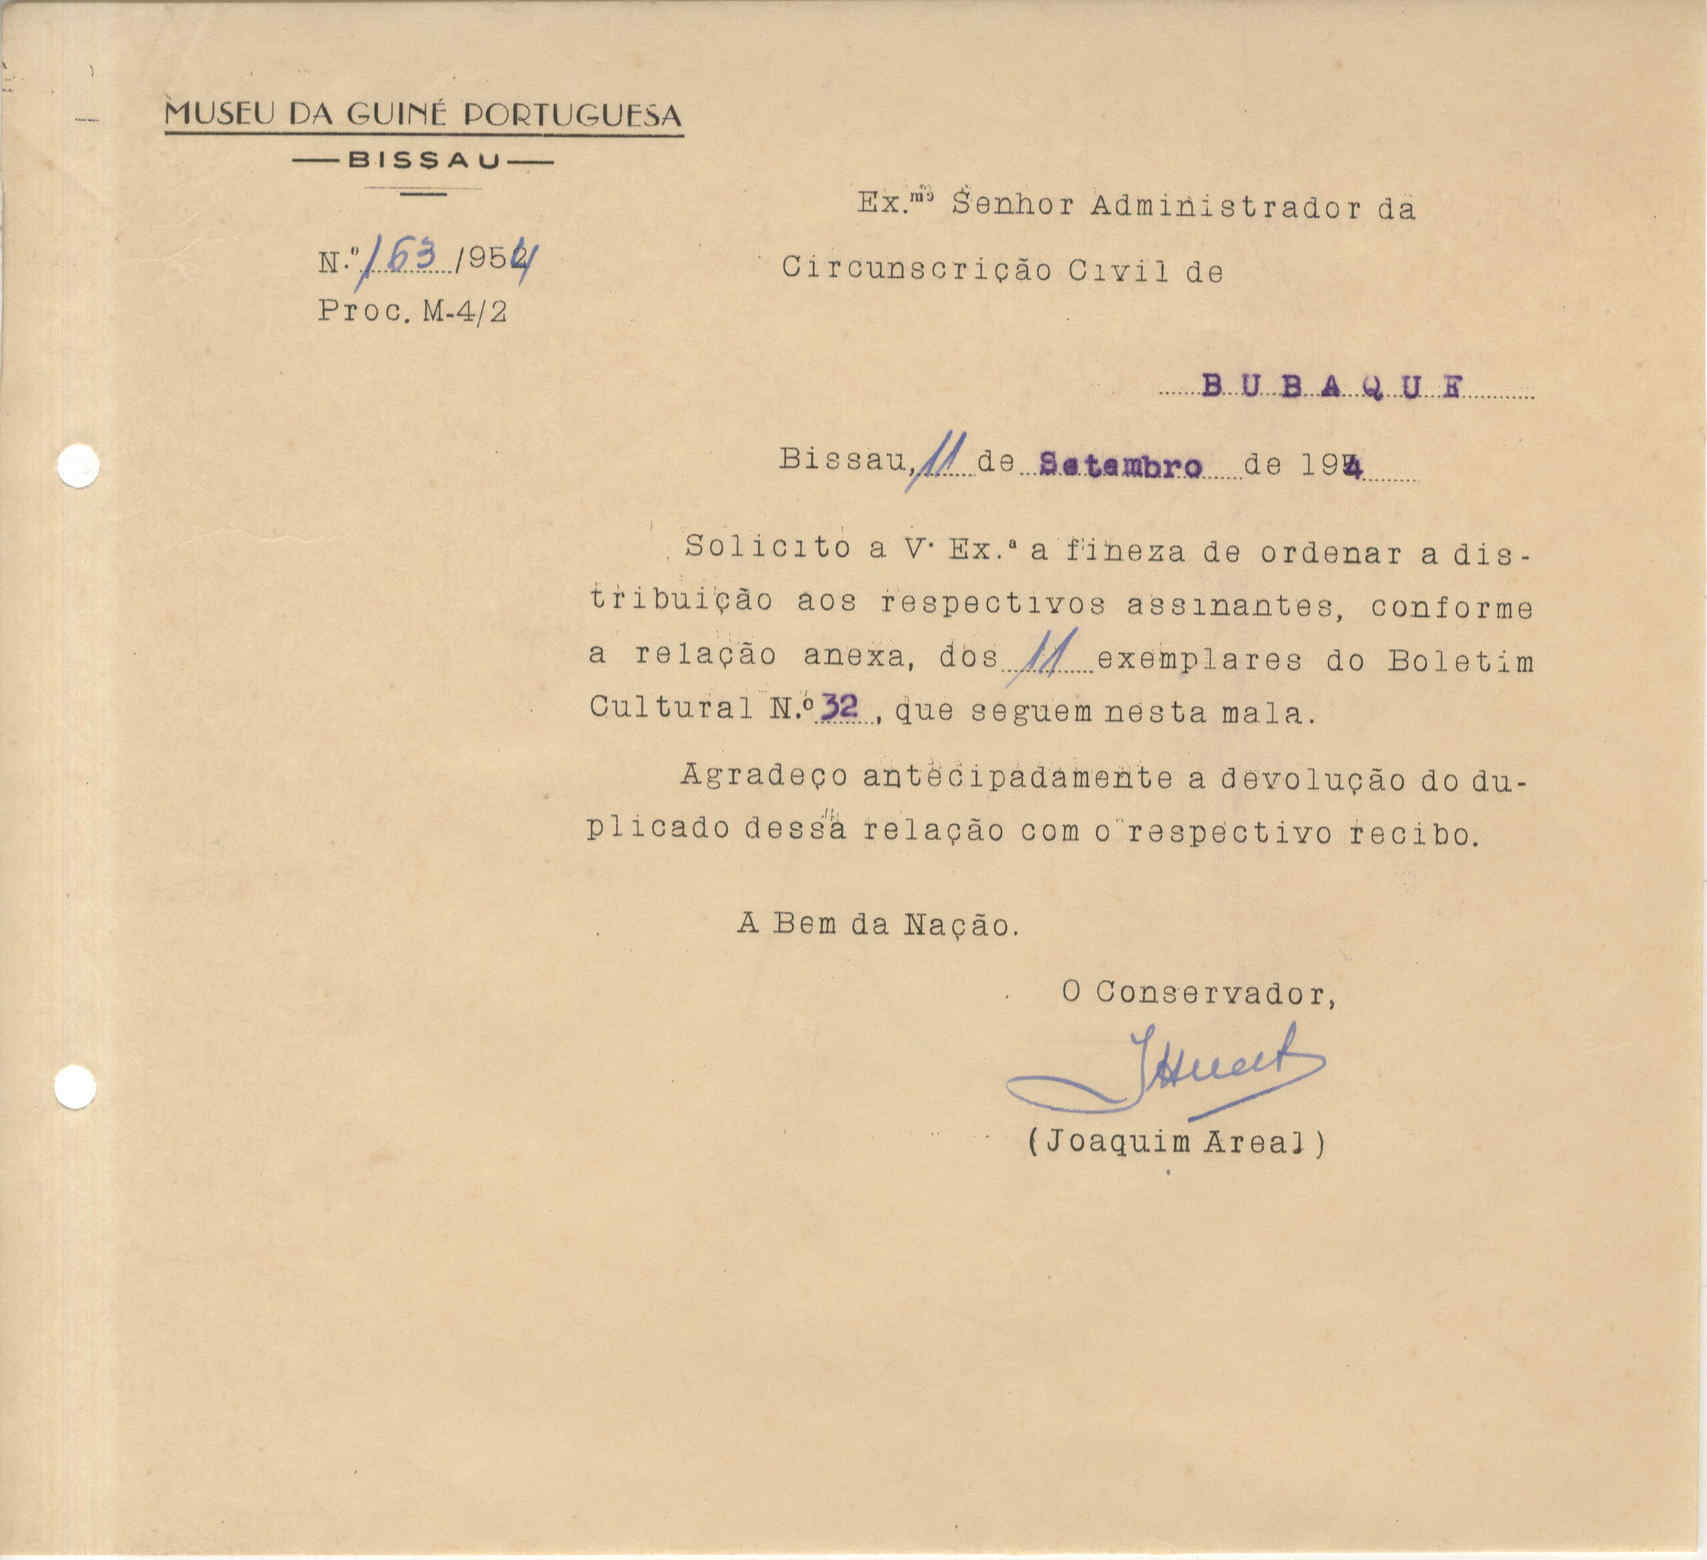 MUSEU DA GUINÉ PORTUGUESA
BISSAU
N.º 163/954
Proc. M-4/2
Ex.mo Senhor Administrador da
Circunscrição Civil de
BUBAQUE
Bissau, 11 de Setembro de 1954
Solicito a V. Ex.ª a fineza de ordenar a dis-
tribuição aos respectivos assinantes, conforme
a relação anexa, dos 11 exemplares do Boletim
Cultural N.º 32, que seguem nesta mala.
Agradeço antecipadamente a devolução do du-
plicado dessa relação com o respectivo recibo.
A Bem da Nação.
O Conservador,
(Joaquim Areal)